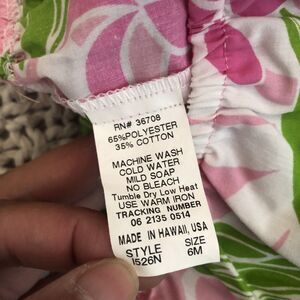 RN# 36708
65%POLYESTER
35% COTTON
MACHINE WASH
COLD WATER
MILD SOAP
NO BLEACH
Tumble Dry Low Heat
USE WARM IRON
TRACKING NUMBER
06 2135 0514
MADE IN HAWAII, USA
STYLE SIZE
I526N 6M